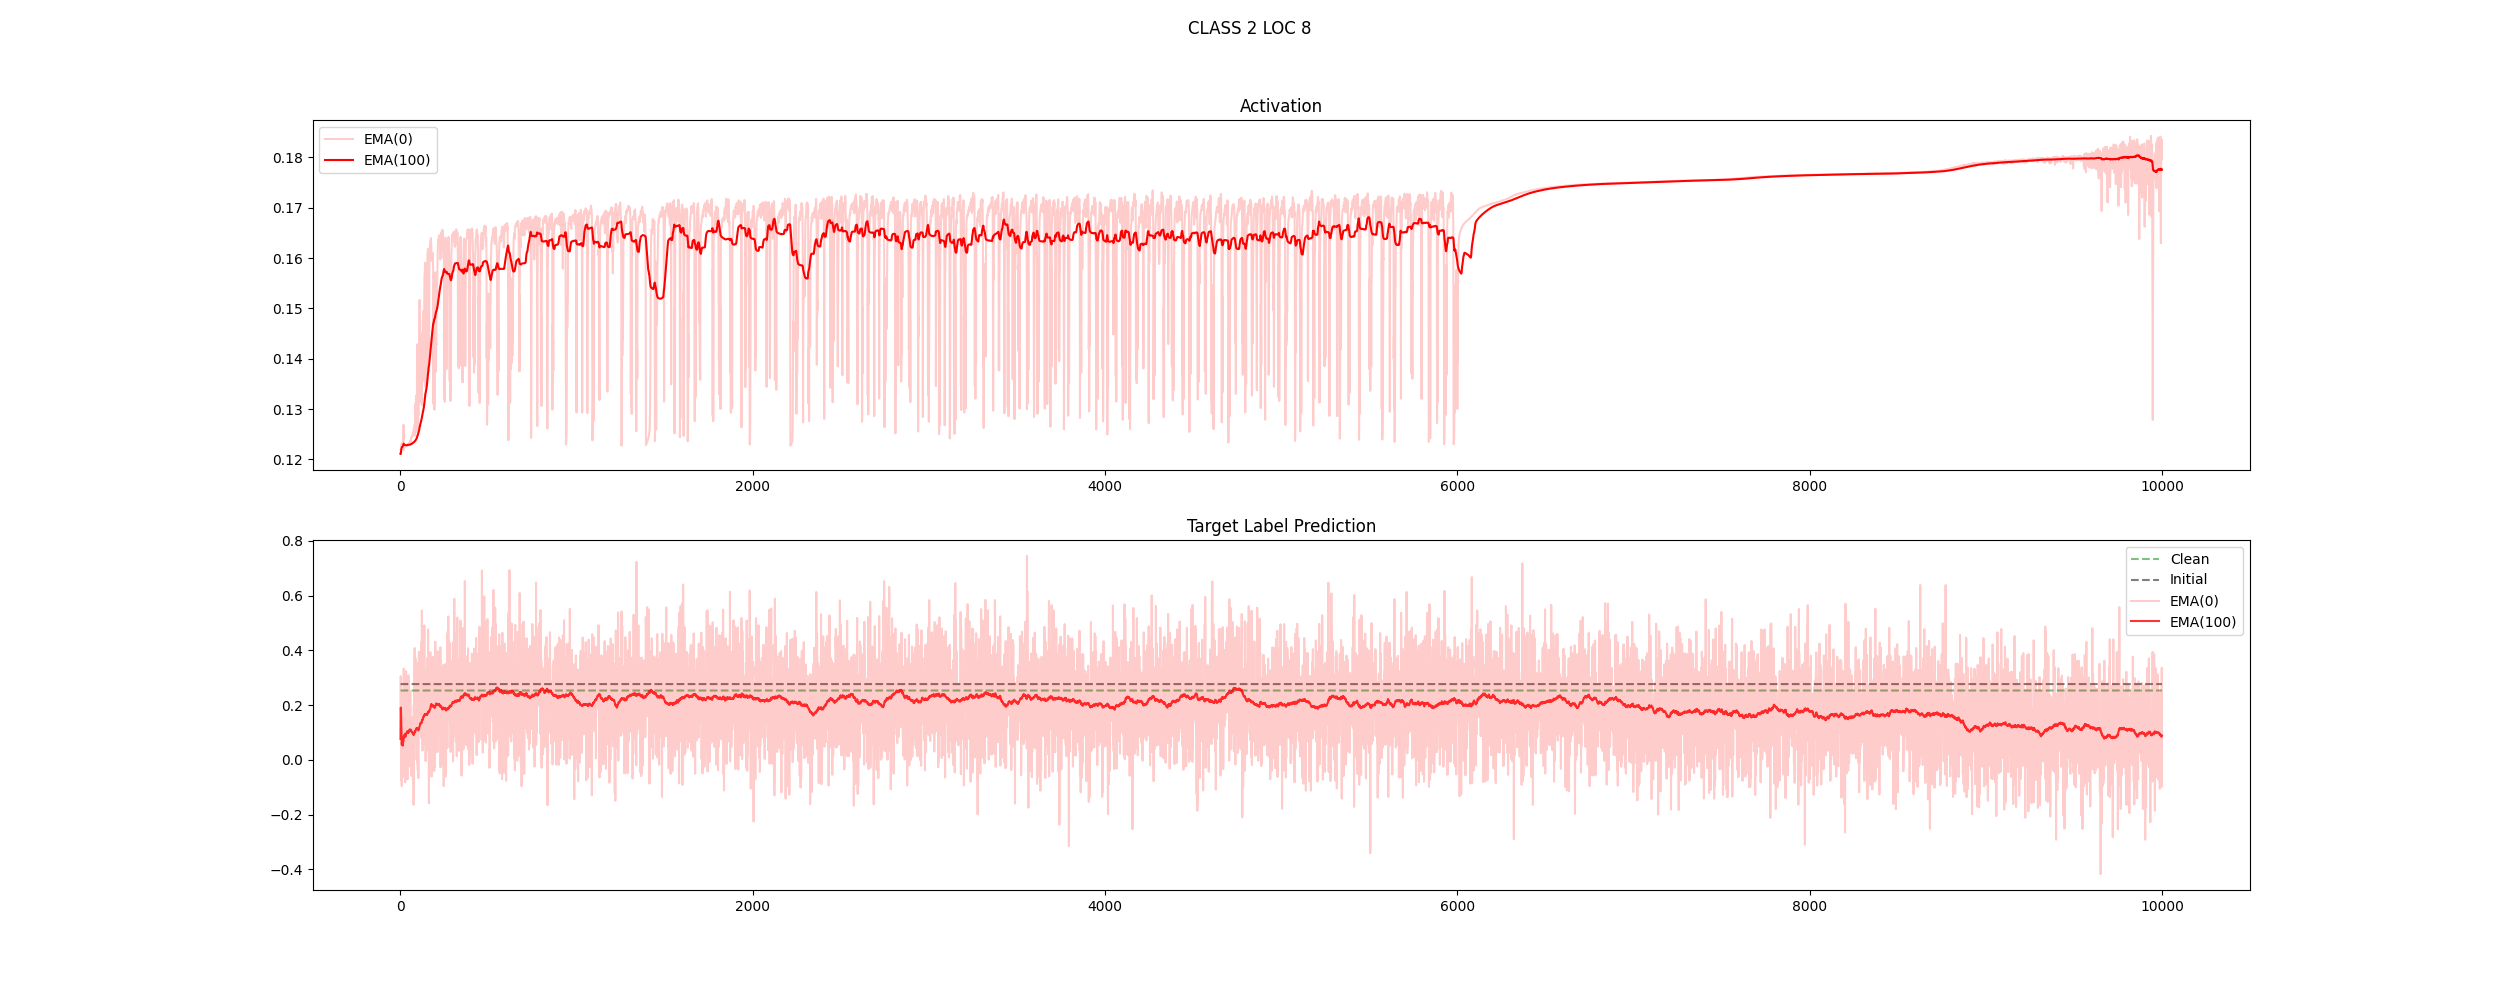 CLASS 2 LOC 8
Activation
EMA(0)
EMA(100)
0.18
0.17
0.16
0.15
0.14
0.13
0.12
0 2000 4000 6000 8000 10000
Target Label Prediction
Clean
Initial
EMA(0)
EMA(100)
0.8
0.6
0.4
0.2
0.0
−0.2
−0.4
0 2000 4000 6000 8000 10000